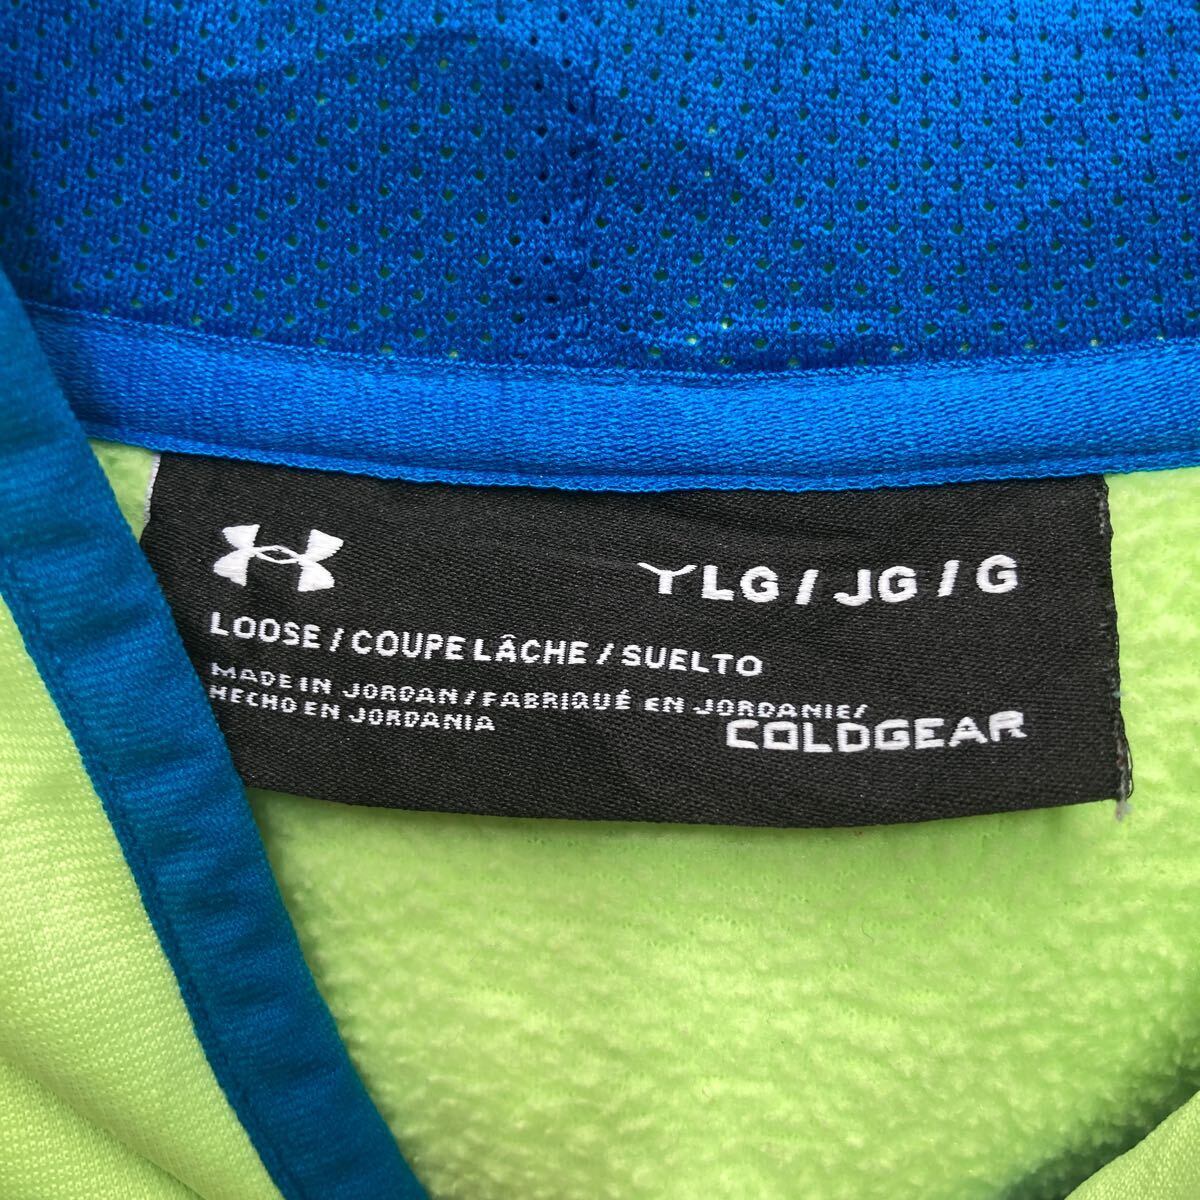 YLG / JG / G
LOOSE / COUPE LÂCHE / SUELTO
MADE IN JORDAN / FABRIQUÉ EN JORDANIE /
HECHO EN JORDANIA
COLDGEAR